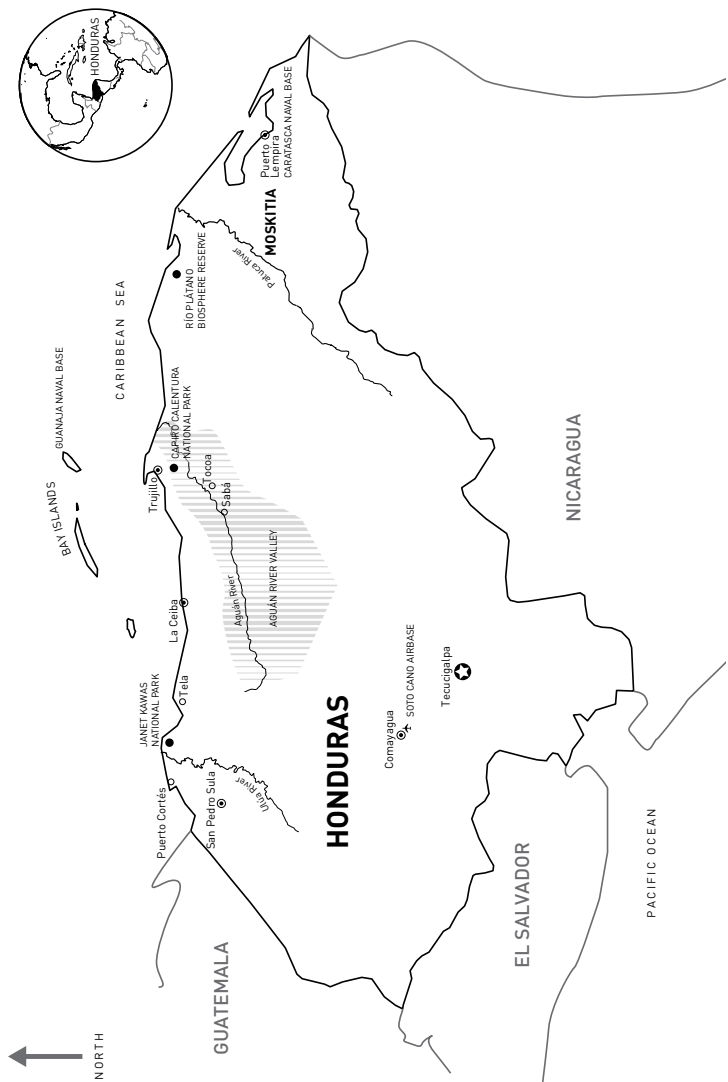 NORTH
HONDURAS
CARIBBEAN SEA
BAY ISLANDS
GUANAJA NAVAL BASE
GUATEMALA
Puerto Cortés
San Pedro Sula
Ulúa River
JANET KAWAS
NATIONAL PARK
Tela
La Ceiba
Trujillo
CAPIRO CALENTURA
NATIONAL PARK
Tocoa
Sabá
Aguán River
AGUÁN RIVER VALLEY
RÍO PLÁTANO
BIOSPHERE RESERVE
Patuca River
MOSKITIA
Puerto
Lempira
CARATASCA NAVAL BASE
HONDURAS
Comayagua
SOTO CANO AIRBASE
Tecucigalpa
NICARAGUA
EL SALVADOR
PACIFIC OCEAN